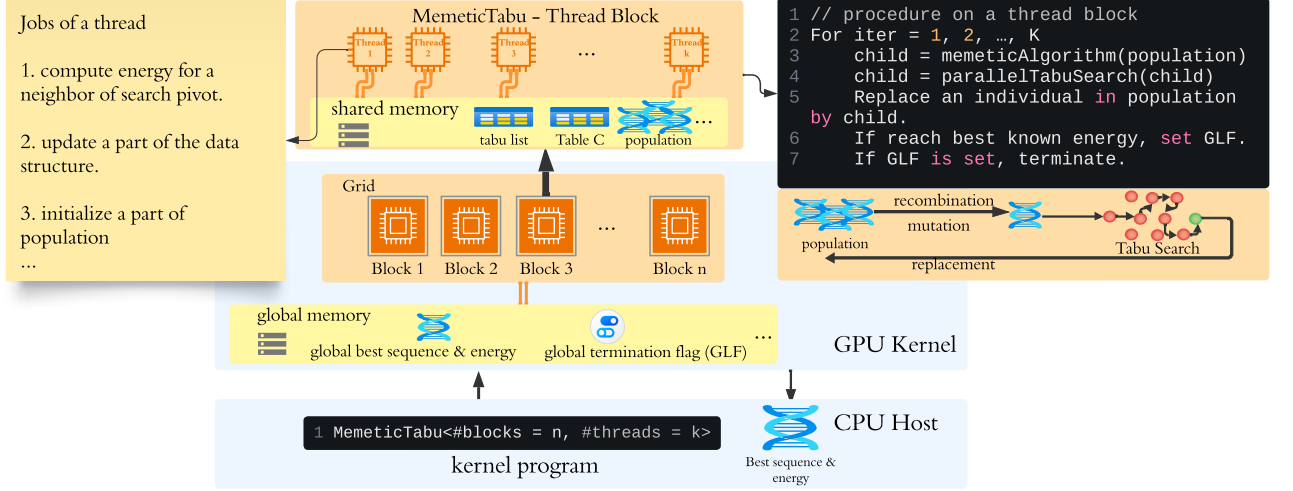 Jobs of a thread
1. compute energy for a
neighbor of search pivot.
2. update a part of the data
structure.
3. initialize a part of
population
...
MemeticTabu - Thread Block
Thread
1
Thread
2
Thread
3
...
Thread
k
shared memory
tabu list
Table C
population
...
1 // procedure on a thread block
2 For iter = 1, 2, …, K
3 child = memeticAlgorithm(population)
4 child = parallelTabuSearch(child)
5 Replace an individual in population
by child.
6 If reach best known energy, set GLF.
7 If GLF is set, terminate.
population
recombination
mutation
Tabu Search
replacement
Grid
Block 1
Block 2
Block 3
...
Block n
global memory
global best sequence & energy
global termination flag (GLF)
...
GPU Kernel
1 MemeticTabu<#blocks = n, #threads = k>
kernel program
CPU Host
Best sequence &
energy